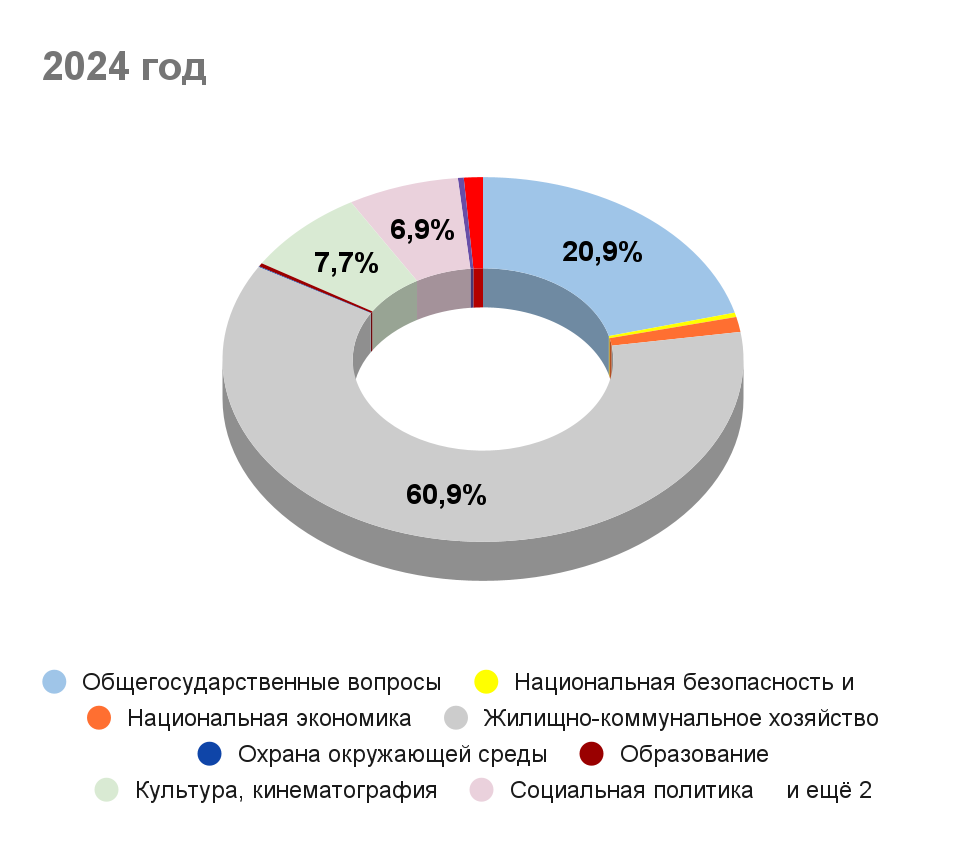 2024 год
6,9%
20,9%
7,7%
60,9%
Общегосударственные вопросы
Национальная безопасность и
Национальная экономика
Жилищно-коммунальное хозяйство
Охрана окружающей среды
Образование
Культура, кинематография
Социальная политика
и ещё 2